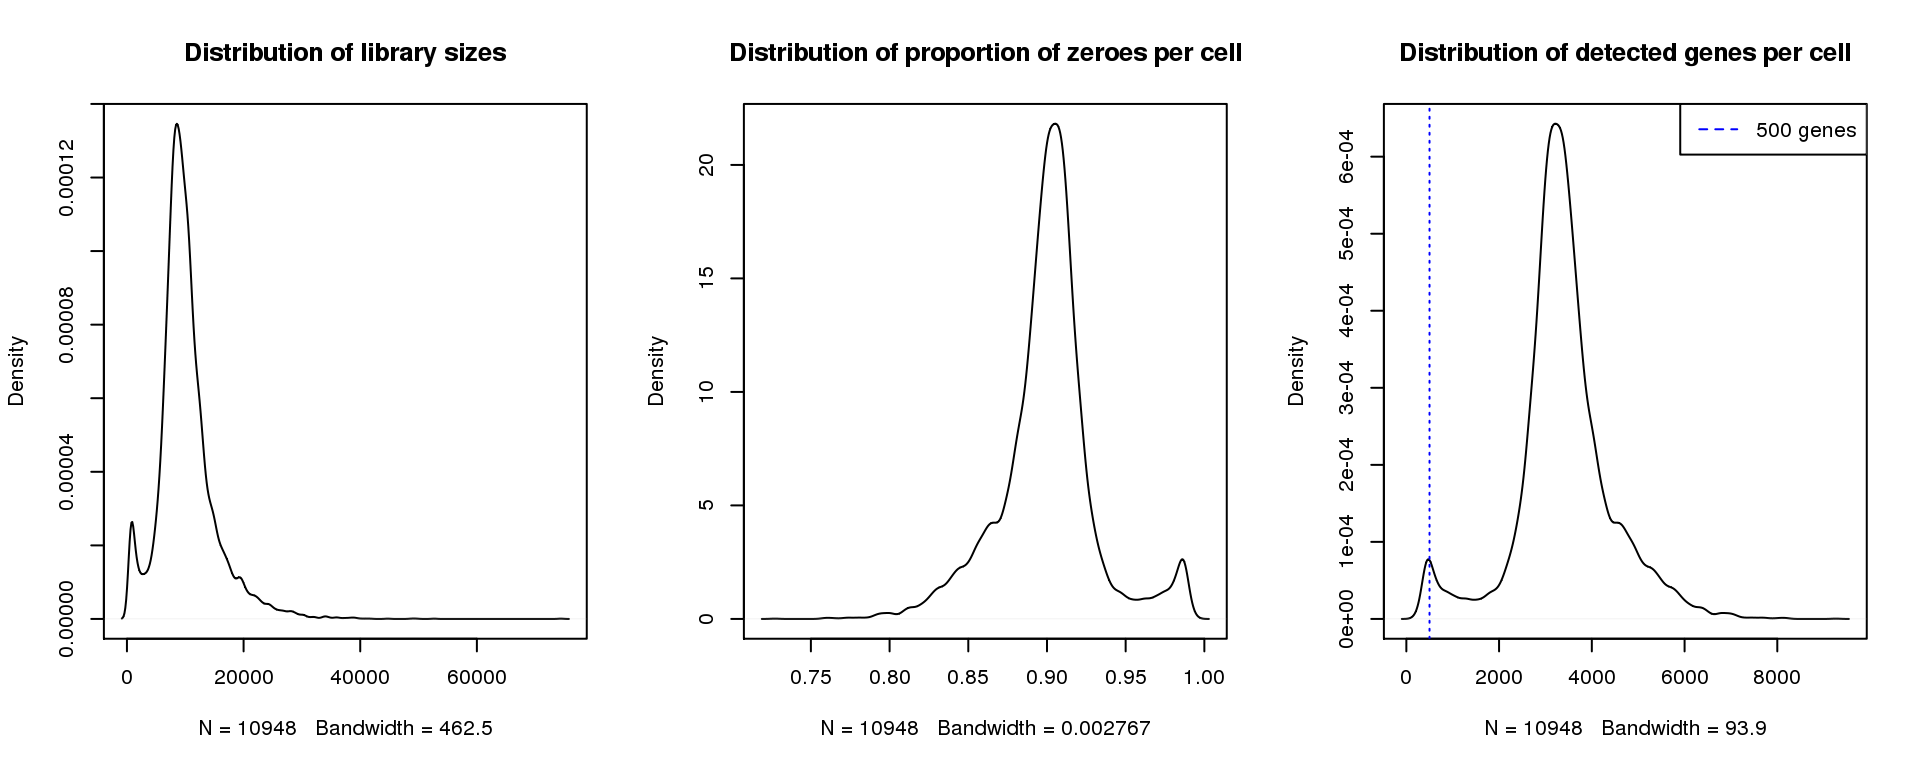 Distribution of library sizes
Density
0.00000
0.00004
0.00008
0.00012
0
20000
40000
60000
N = 10948 Bandwidth = 462.5
Distribution of proportion of zeroes per cell
Density
0
5
10
15
20
0.75
0.80
0.85
0.90
0.95
1.00
N = 10948 Bandwidth = 0.002767
Distribution of detected genes per cell
Density
0e+00
1e-04
2e-04
3e-04
4e-04
5e-04
6e-04
500 genes
0
2000
4000
6000
8000
N = 10948 Bandwidth = 93.9